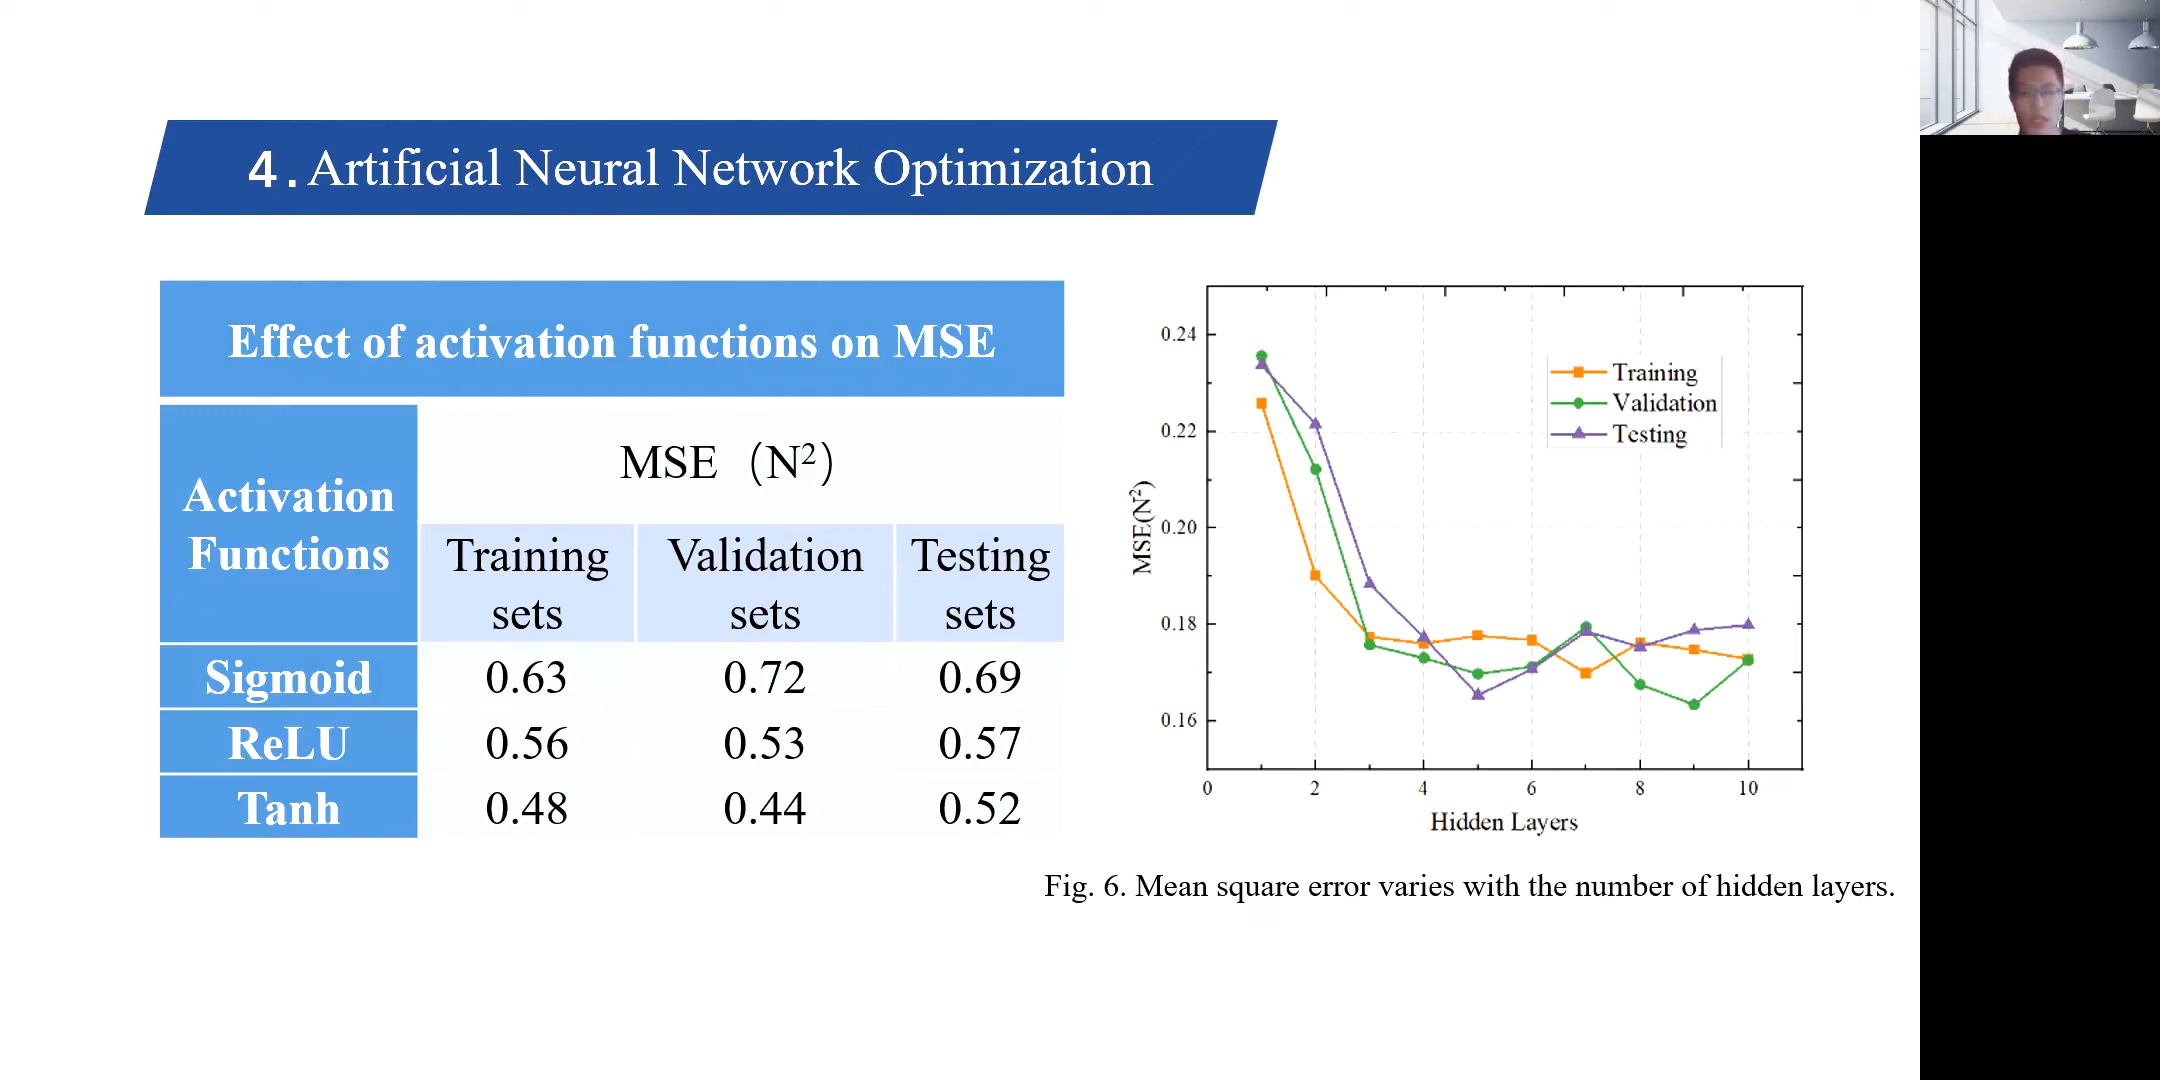 4. Artificial Neural Network Optimization
Effect of activation functions on MSE
Activation
Functions
MSE（N²）
Training
sets
Validation
sets
Testing
sets
Sigmoid 0.63 0.72 0.69
ReLU 0.56 0.53 0.57
Tanh 0.48 0.44 0.52
MSE(N²)
0.24
0.22
0.20
0.18
0.16
Training
Validation
Testing
0 2 4 6 8 10
Hidden Layers
Fig. 6. Mean square error varies with the number of hidden layers.